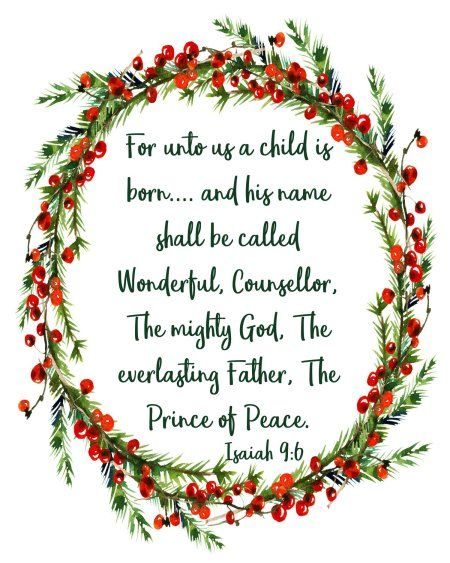 For unto us a child is
born.... and his name
shall be called
Wonderful, Counsellor,
The mighty God, The
everlasting Father, The
Prince of Peace.
Isaiah 9:6